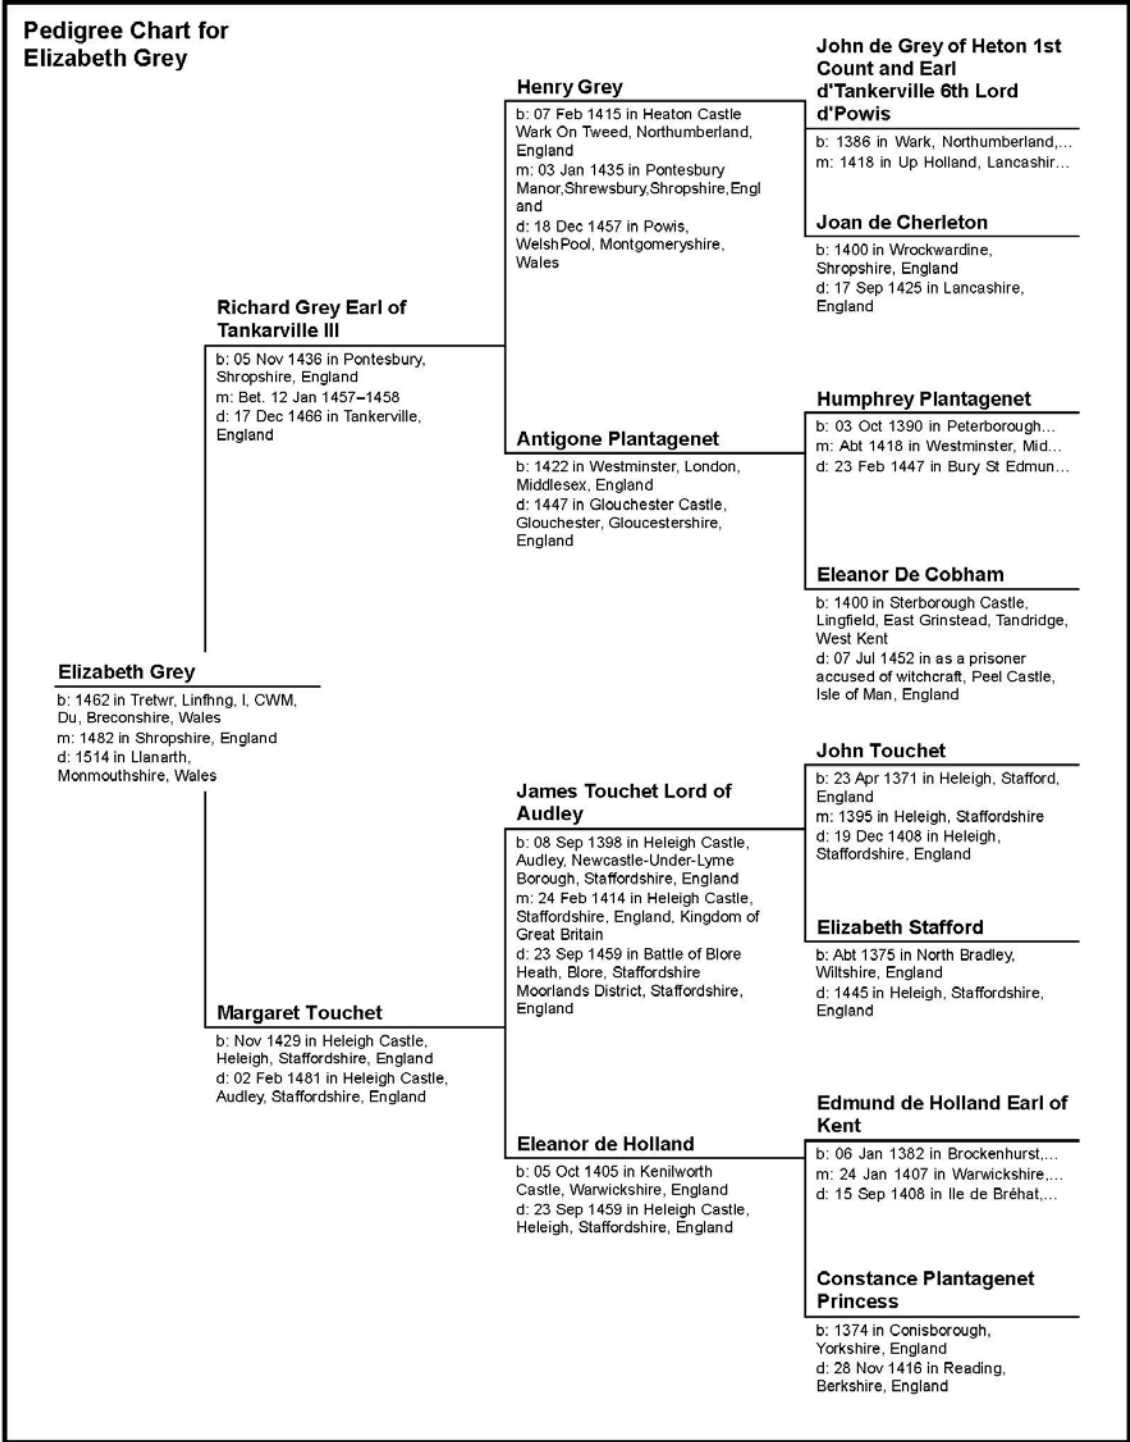 Pedigree Chart for
Elizabeth Grey
John de Grey of Heton 1st
Count and Earl
d'Tankerville 6th Lord
d'Powis
b: 1386 in Wark, Northumberland,...
m: 1418 in Up Holland, Lancashir...
Henry Grey
b: 07 Feb 1415 in Heaton Castle
Wark On Tweed, Northumberland,
England
m: 03 Jan 1435 in Pontesbury
Manor,Shrewsbury,Shropshire,Engl
and
d: 18 Dec 1457 in Powis,
WelshPool, Montgomeryshire,
Wales
Joan de Cherleton
b: 1400 in Wrockwardine,
Shropshire, England
d: 17 Sep 1425 in Lancashire,
England
Richard Grey Earl of
Tankarville III
b: 05 Nov 1436 in Pontesbury,
Shropshire, England
m: Bet. 12 Jan 1457–1458
d: 17 Dec 1466 in Tankerville,
England
Humphrey Plantagenet
b: 03 Oct 1390 in Peterborough...
m: Abt 1418 in Westminster, Mid...
d: 23 Feb 1447 in Bury St Edmun...
Antigone Plantagenet
b: 1422 in Westminster, London,
Middlesex, England
d: 1447 in Glouchester Castle,
Glouchester, Gloucestershire,
England
Eleanor De Cobham
b: 1400 in Sterborough Castle,
Lingfield, East Grinstead, Tandridge,
West Kent
d: 07 Jul 1452 in as a prisoner
accused of witchcraft, Peel Castle,
Isle of Man, England
Elizabeth Grey
b: 1462 in Tretwr, Linfhng, I, CWM,
Du, Breconshire, Wales
m: 1482 in Shropshire, England
d: 1514 in Llanarth,
Monmouthshire, Wales
John Touchet
b: 23 Apr 1371 in Heleigh, Stafford,
England
m: 1395 in Heleigh, Staffordshire
d: 19 Dec 1408 in Heleigh,
Staffordshire, England
James Touchet Lord of
Audley
b: 08 Sep 1398 in Heleigh Castle,
Audley, Newcastle-Under-Lyme
Borough, Staffordshire, England
m: 24 Feb 1414 in Heleigh Castle,
Staffordshire, England, Kingdom of
Great Britain
d: 23 Sep 1459 in Battle of Blore
Heath, Blore, Staffordshire
Moorlands District, Staffordshire,
England
Elizabeth Stafford
b: Abt 1375 in North Bradley,
Wiltshire, England
d: 1445 in Heleigh, Staffordshire,
England
Margaret Touchet
b: Nov 1429 in Heleigh Castle,
Heleigh, Staffordshire, England
d: 02 Feb 1481 in Heleigh Castle,
Audley, Staffordshire, England
Edmund de Holland Earl of
Kent
b: 06 Jan 1382 in Brockenhurst,...
m: 24 Jan 1407 in Warwickshire,...
d: 15 Sep 1408 in Ile de Bréhat,...
Eleanor de Holland
b: 05 Oct 1405 in Kenilworth
Castle, Warwickshire, England
d: 23 Sep 1459 in Heleigh Castle,
Heleigh, Staffordshire, England
Constance Plantagenet
Princess
b: 1374 in Conisborough,
Yorkshire, England
d: 28 Nov 1416 in Reading,
Berkshire, England